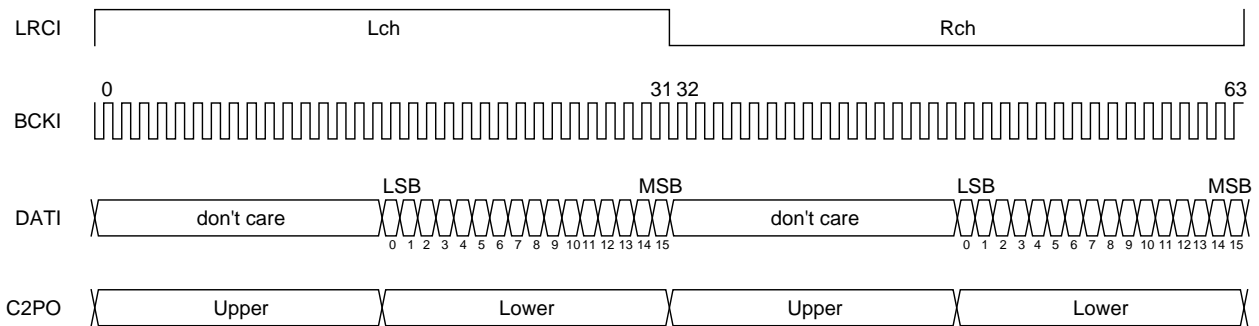 LRCI Lch Rch
0 31 32 63
BCKI
LSB MSB LSB MSB
DATI don't care don't care
0 1 2 3 4 5 6 7 8 9 10 11 12 13 14 15 0 1 2 3 4 5 6 7 8 9 10 11 12 13 14 15
C2PO Upper Lower Upper Lower